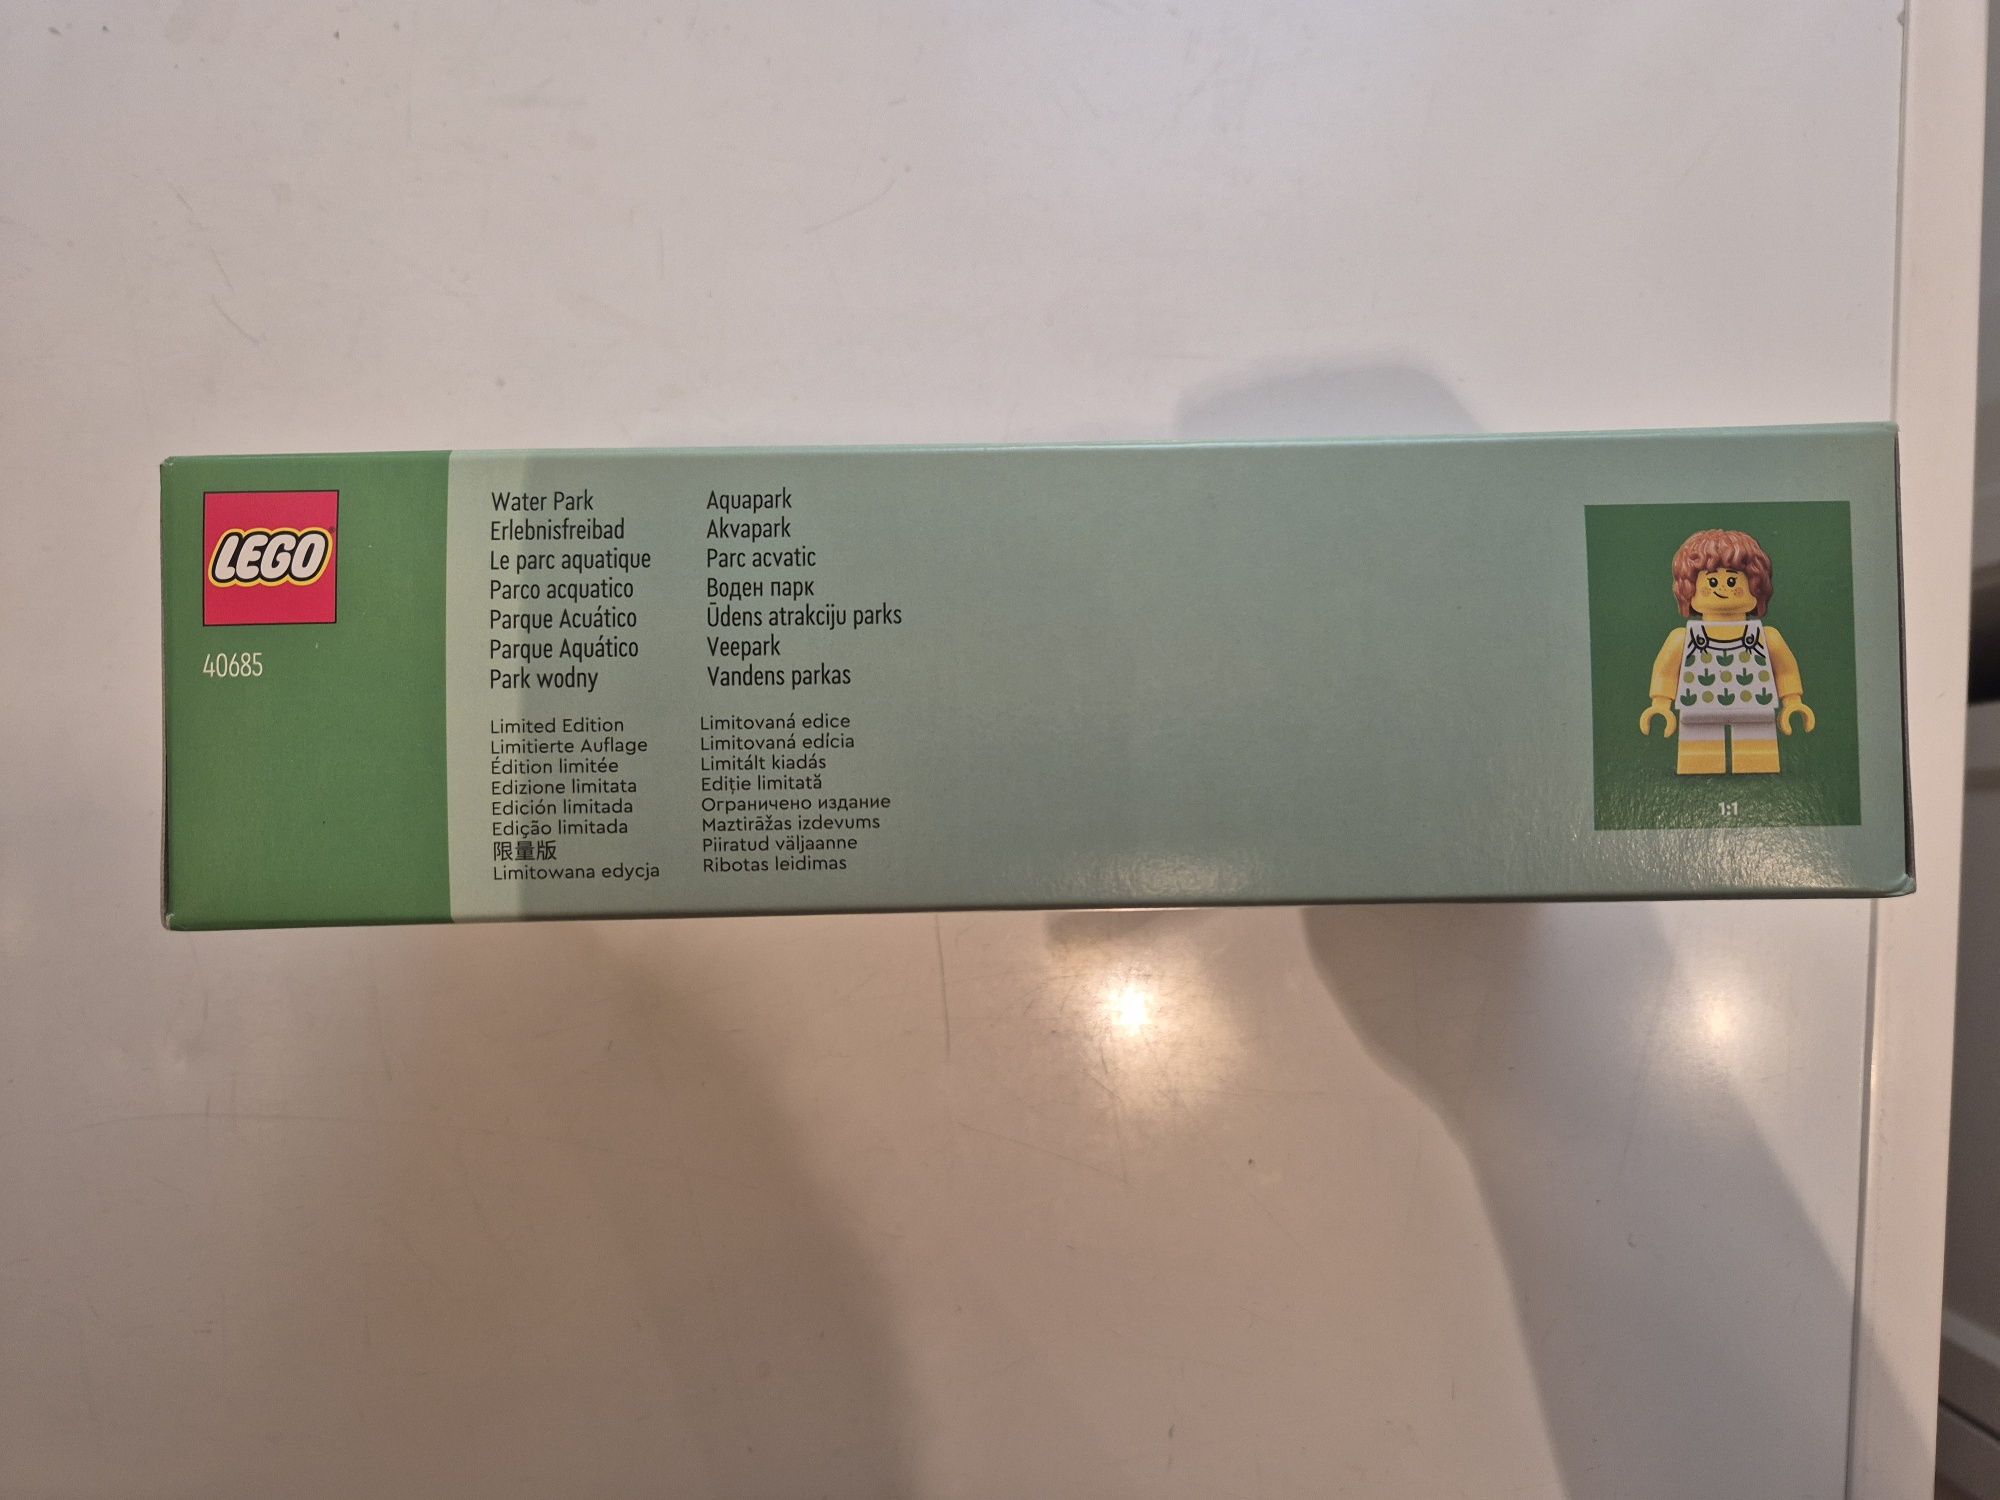 LEGO®
40685
Water Park
Erlebnisfreibad
Le parc aquatique
Parco acquatico
Parque Acuático
Parque Aquático
Park wodny
Aquapark
Akvapark
Parc acvatic
Воден парк
Ūdens atrakciju parks
Veepark
Vandens parkas
Limited Edition
Limitierte Auflage
Édition limitée
Edizione limitata
Edición limitada
Edição limitada
限量版
Limitowana edycja
Limitovaná edice
Limitovaná edícia
Limitált kiadás
Ediție limitată
Ограничено издание
Maztirāžas izdevums
Piiratud väljaanne
Ribotas leidimas
1:1